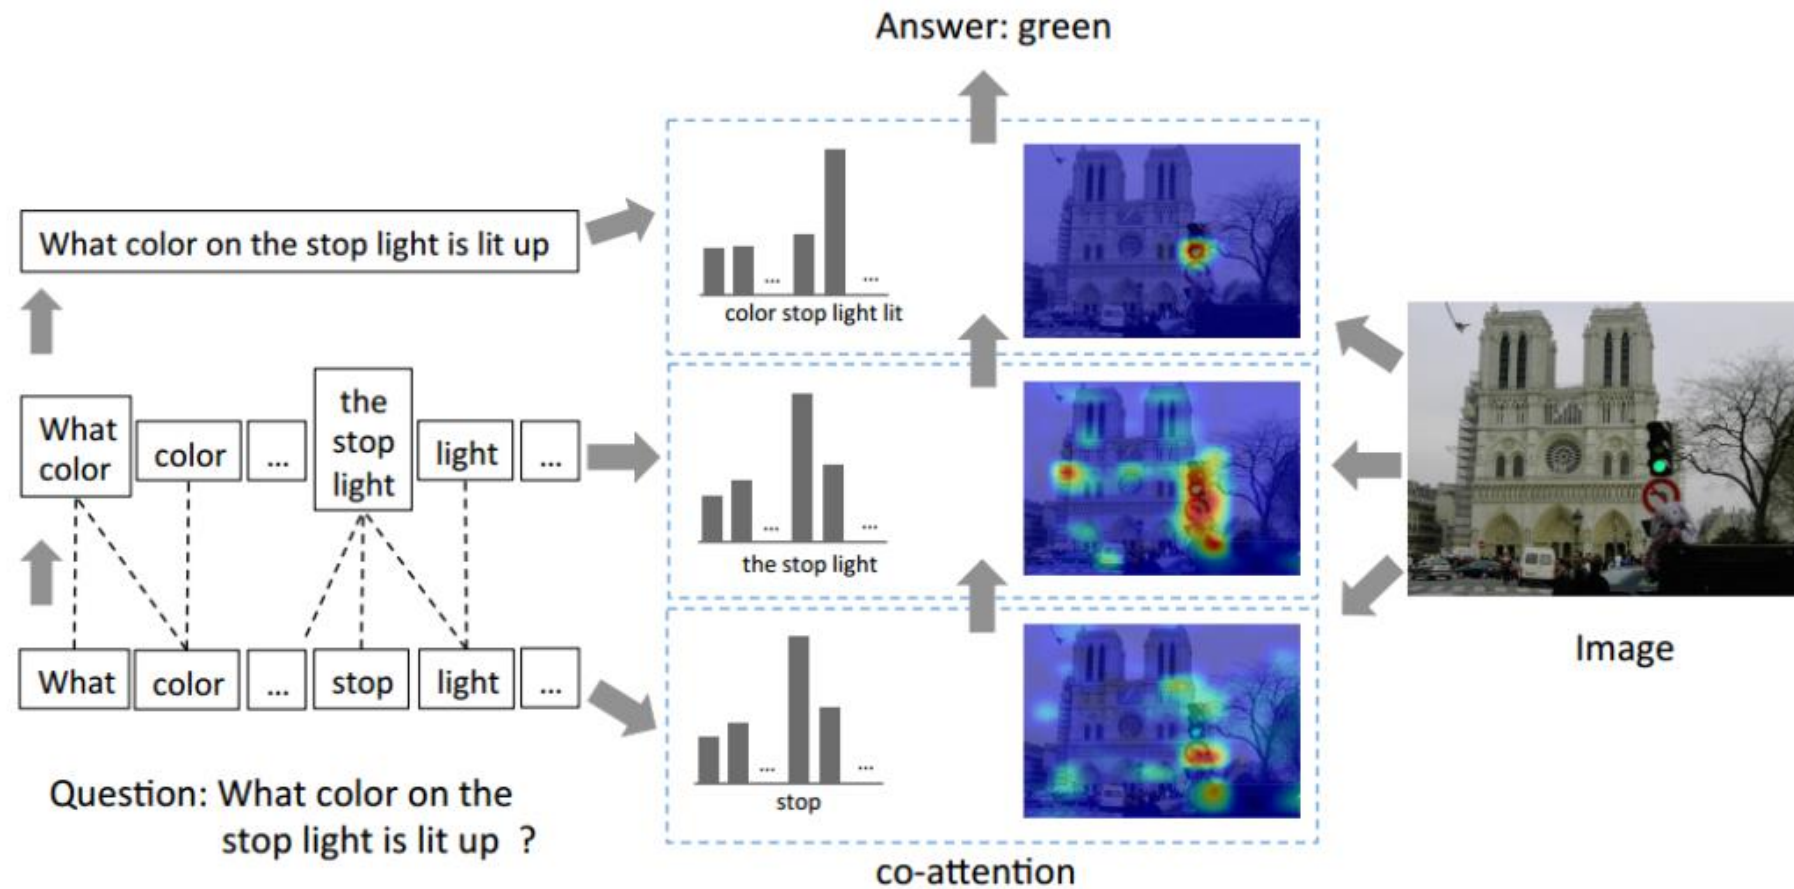 Answer: green
What color on the stop light is lit up
... ...
color stop light lit
What
color
color
...
the
stop
light
light
...
... ...
the stop light
What
color
...
stop
light
...
... ...
stop
Image
Question: What color on the
stop light is lit up ?
co-attention